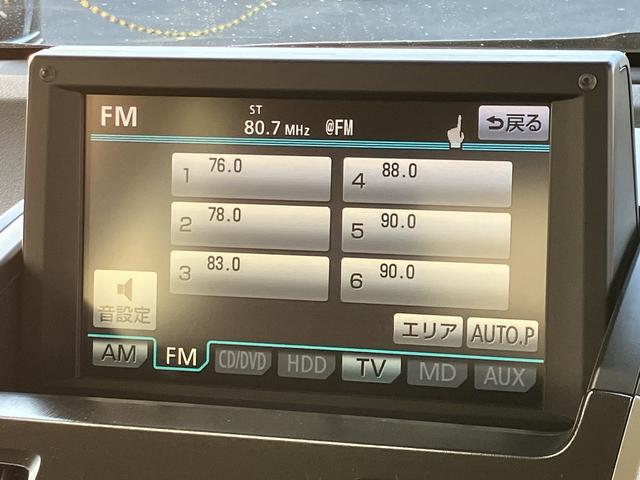 FM
ST
80.7 MHz @FM
戻る
1 76.0
4 88.0
2 78.0
5 90.0
3 83.0
6 90.0
音設定
エリア AUTO.P
AM FM CD/DVD HDD TV MD AUX